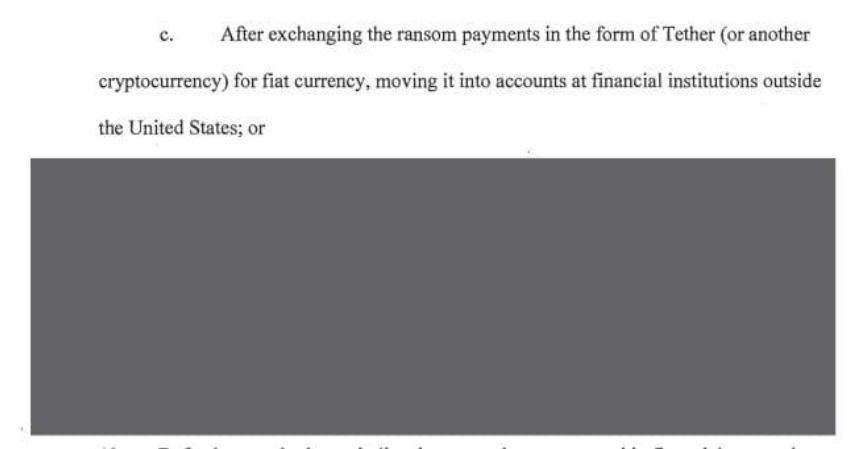 c. After exchanging the ransom payments in the form of Tether (or another
cryptocurrency) for fiat currency, moving it into accounts at financial institutions outside
the United States; or